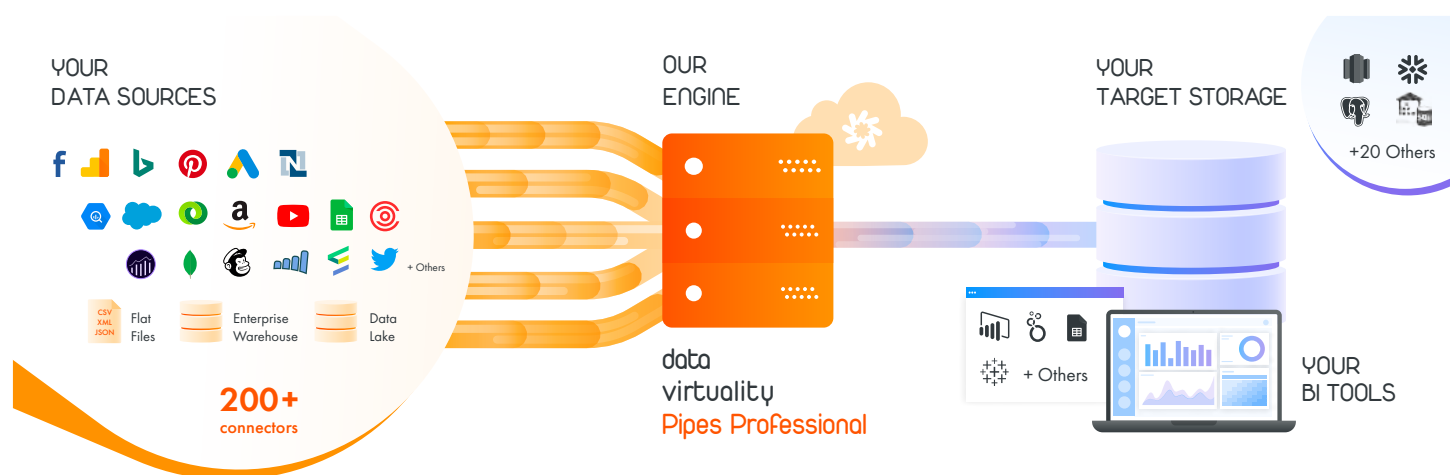 YOUR
DATA SOURCES
a
+ Others
CSV
XML
JSON
Flat
Files
Enterprise
Warehouse
Data
Lake
200+
connectors
OUR
ENGINE
data
virtuality
Pipes Professional
YOUR
TARGET STORAGE
+20 Others
+ Others
YOUR
BI TOOLS